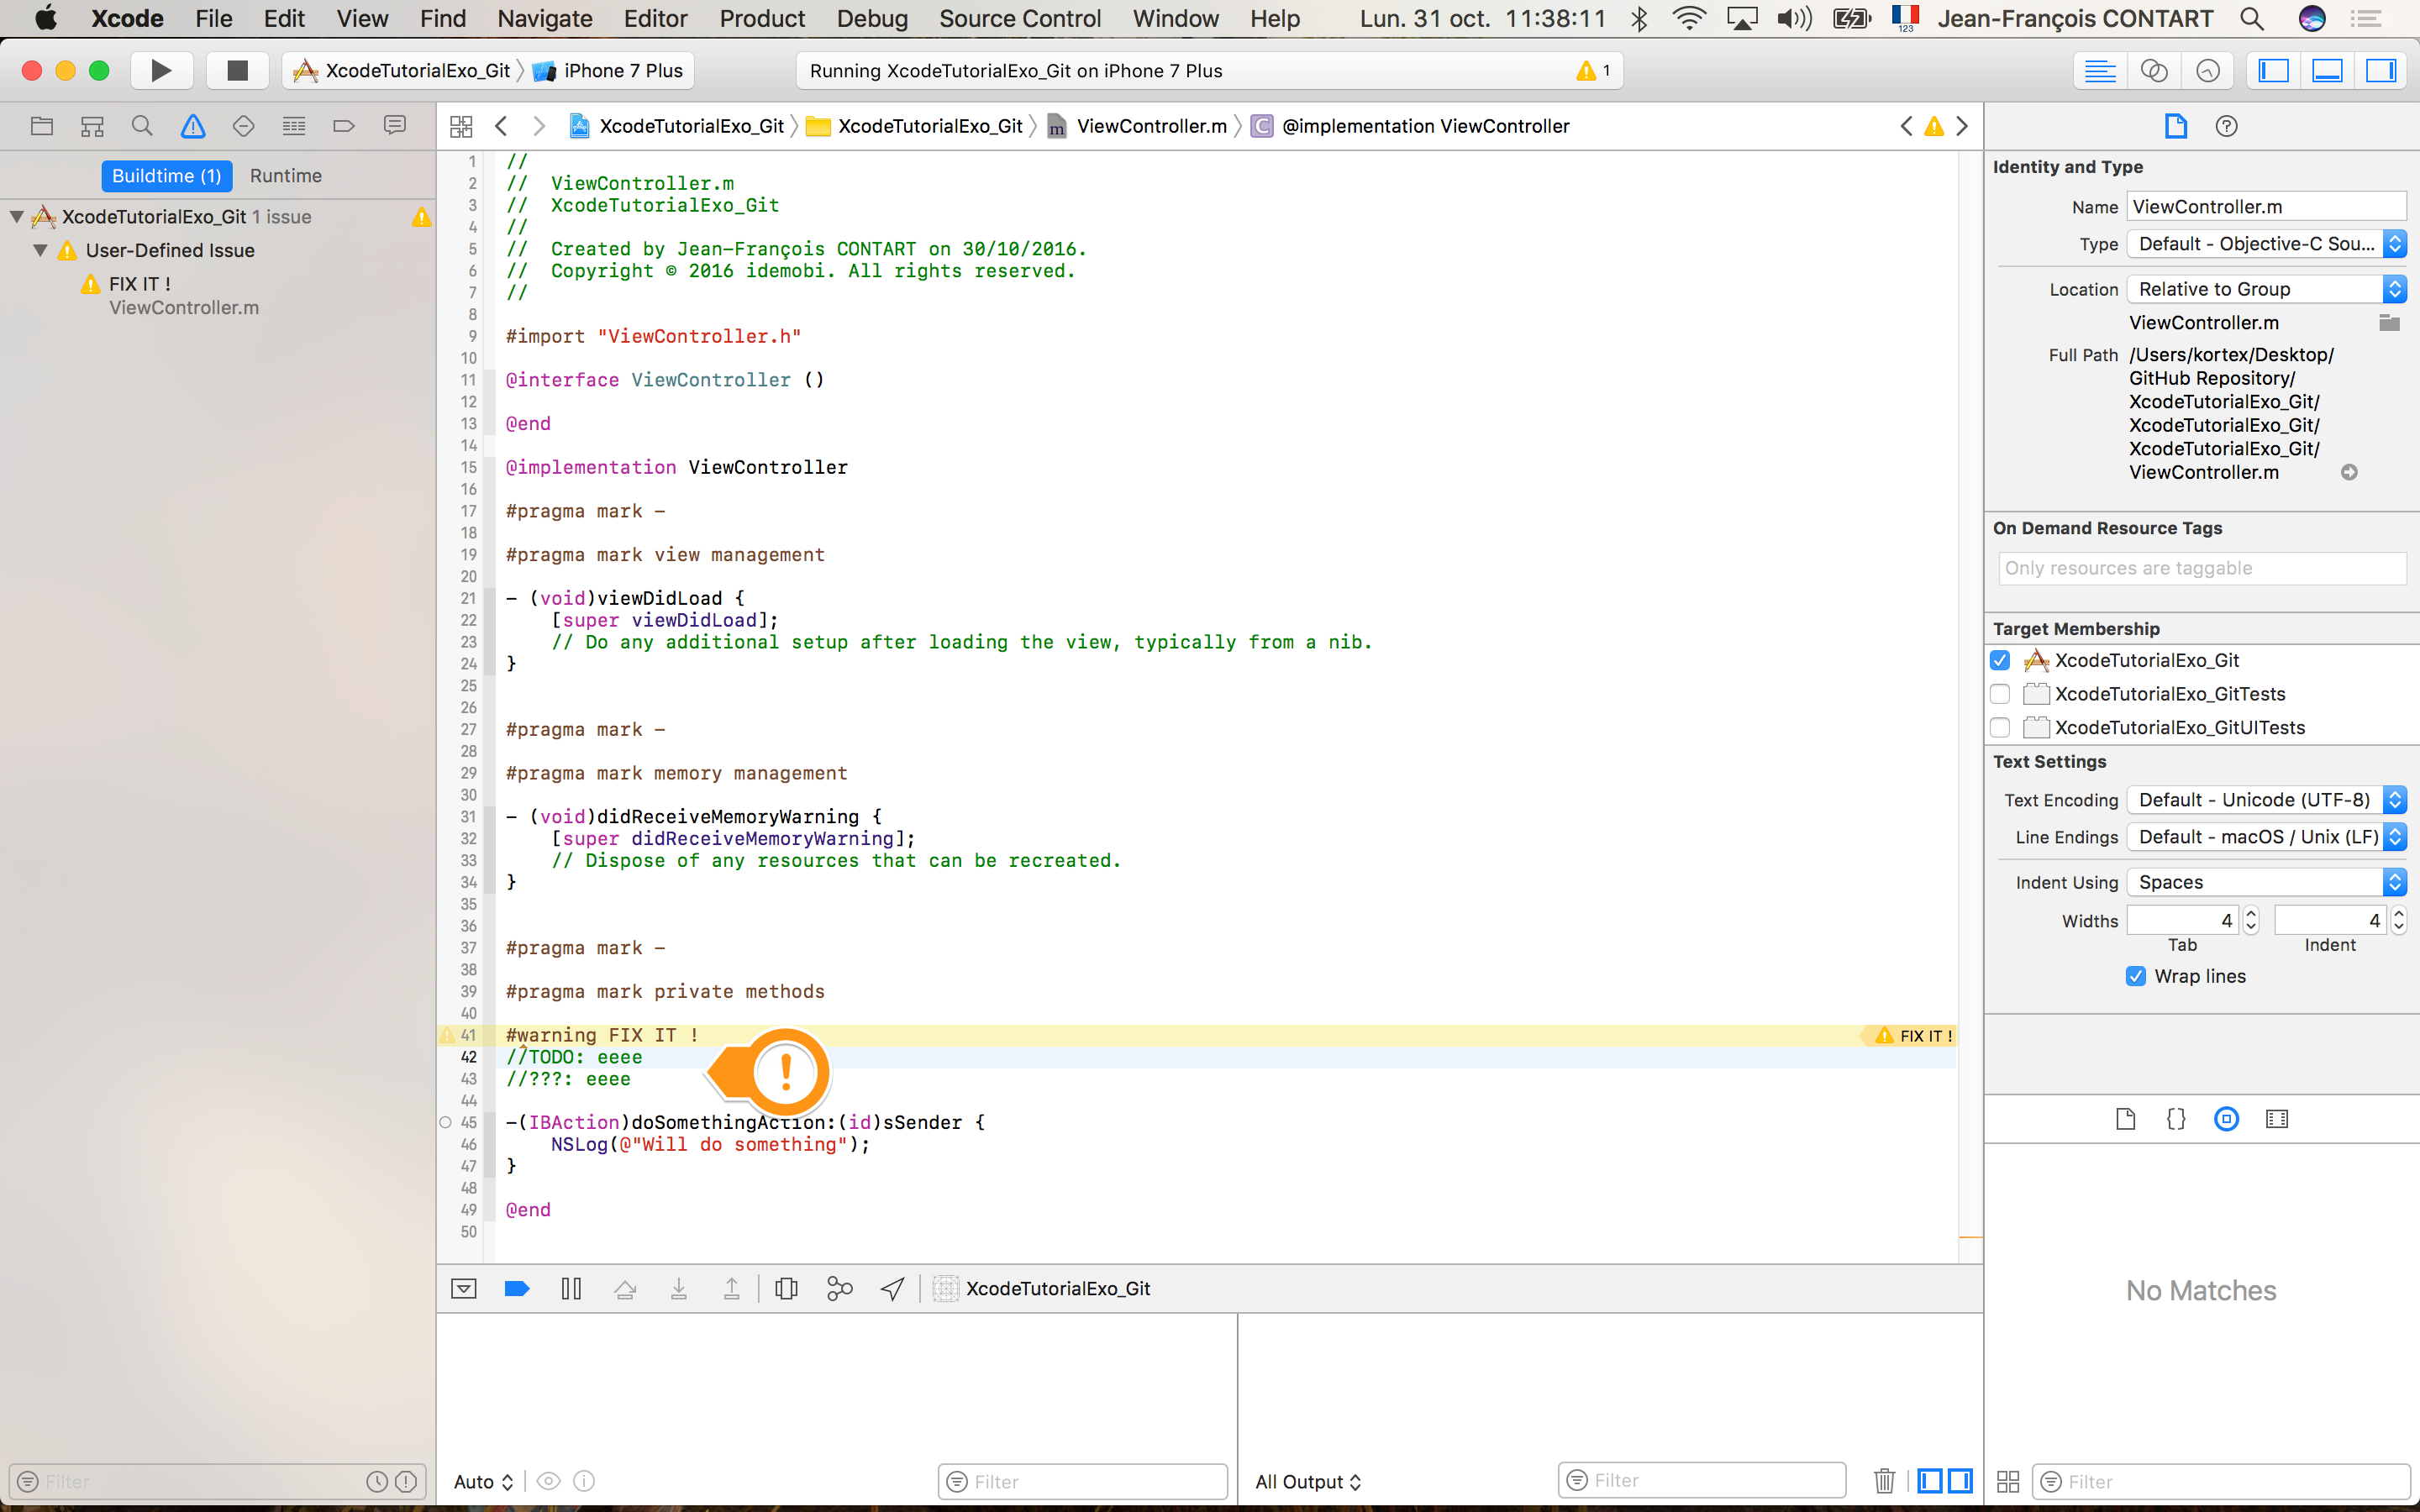 Xcode File Edit View Find Navigate Editor Product Debug Source Control Window Help Lun. 31 oct. 11:38:11 123 Jean-François CONTART
XcodeTutorialExo_Git iPhone 7 Plus
Running XcodeTutorialExo_Git on iPhone 7 Plus 1
Buildtime (1) Runtime
XcodeTutorialExo_Git 1 issue
User-Defined Issue
FIX IT !
ViewController.m
Filter
XcodeTutorialExo_Git XcodeTutorialExo_Git m ViewController.m C @implementation ViewController
1 //
2 //  ViewController.m
3 //  XcodeTutorialExo_Git
4 //
5 //  Created by Jean-François CONTART on 30/10/2016.
6 //  Copyright © 2016 idemobi. All rights reserved.
7 //
8
9 #import "ViewController.h"
10
11 @interface ViewController ()
12
13 @end
14
15 @implementation ViewController
16
17 #pragma mark -
18
19 #pragma mark view management
20
21 - (void)viewDidLoad {
22     [super viewDidLoad];
23     // Do any additional setup after loading the view, typically from a nib.
24 }
25
26
27 #pragma mark -
28
29 #pragma mark memory management
30
31 - (void)didReceiveMemoryWarning {
32     [super didReceiveMemoryWarning];
33     // Dispose of any resources that can be recreated.
34 }
35
36
37 #pragma mark -
38
39 #pragma mark private methods
40
41 #warning FIX IT ! FIX IT !
42 //TODO: eeee
43 //???: eeee
44
45 -(IBAction)doSomethingAction:(id)sSender {
46     NSLog(@"Will do something");
47 }
48
49 @end
50
XcodeTutorialExo_Git
Auto Filter
All Output Filter
Identity and Type
Name ViewController.m
Type Default - Objective-C Sou...
Location Relative to Group
ViewController.m
Full Path /Users/kortex/Desktop/
GitHub Repository/
XcodeTutorialExo_Git/
XcodeTutorialExo_Git/
XcodeTutorialExo_Git/
ViewController.m
On Demand Resource Tags
Only resources are taggable
Target Membership
XcodeTutorialExo_Git
XcodeTutorialExo_GitTests
XcodeTutorialExo_GitUITests
Text Settings
Text Encoding Default - Unicode (UTF-8)
Line Endings Default - macOS / Unix (LF)
Indent Using Spaces
Widths 4 4
Tab Indent
Wrap lines
{}
No Matches
Filter